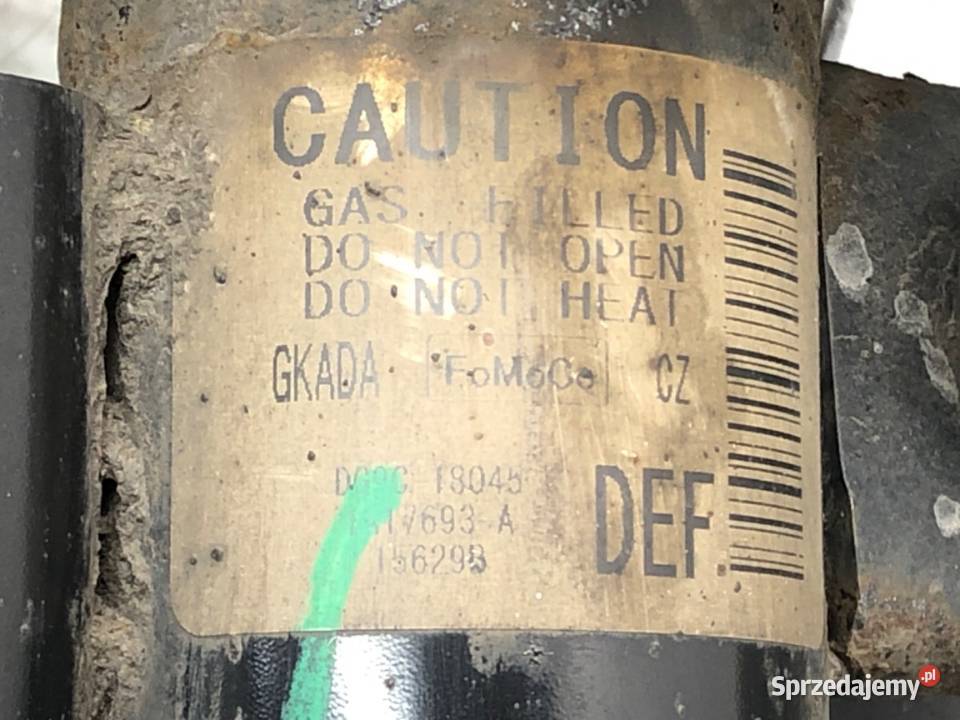 CAUTION
GAS FILLED
DO NOT OPEN
DO NOT HEAT
GKADA FoMoCo CZ
18045
DEF.
Sprzedajemy.pl